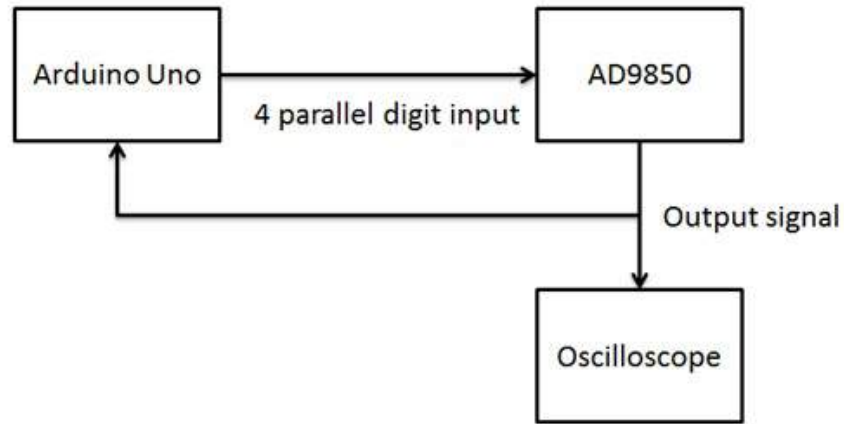 Arduino Uno
AD9850
4 parallel digit input
Output signal
Oscilloscope